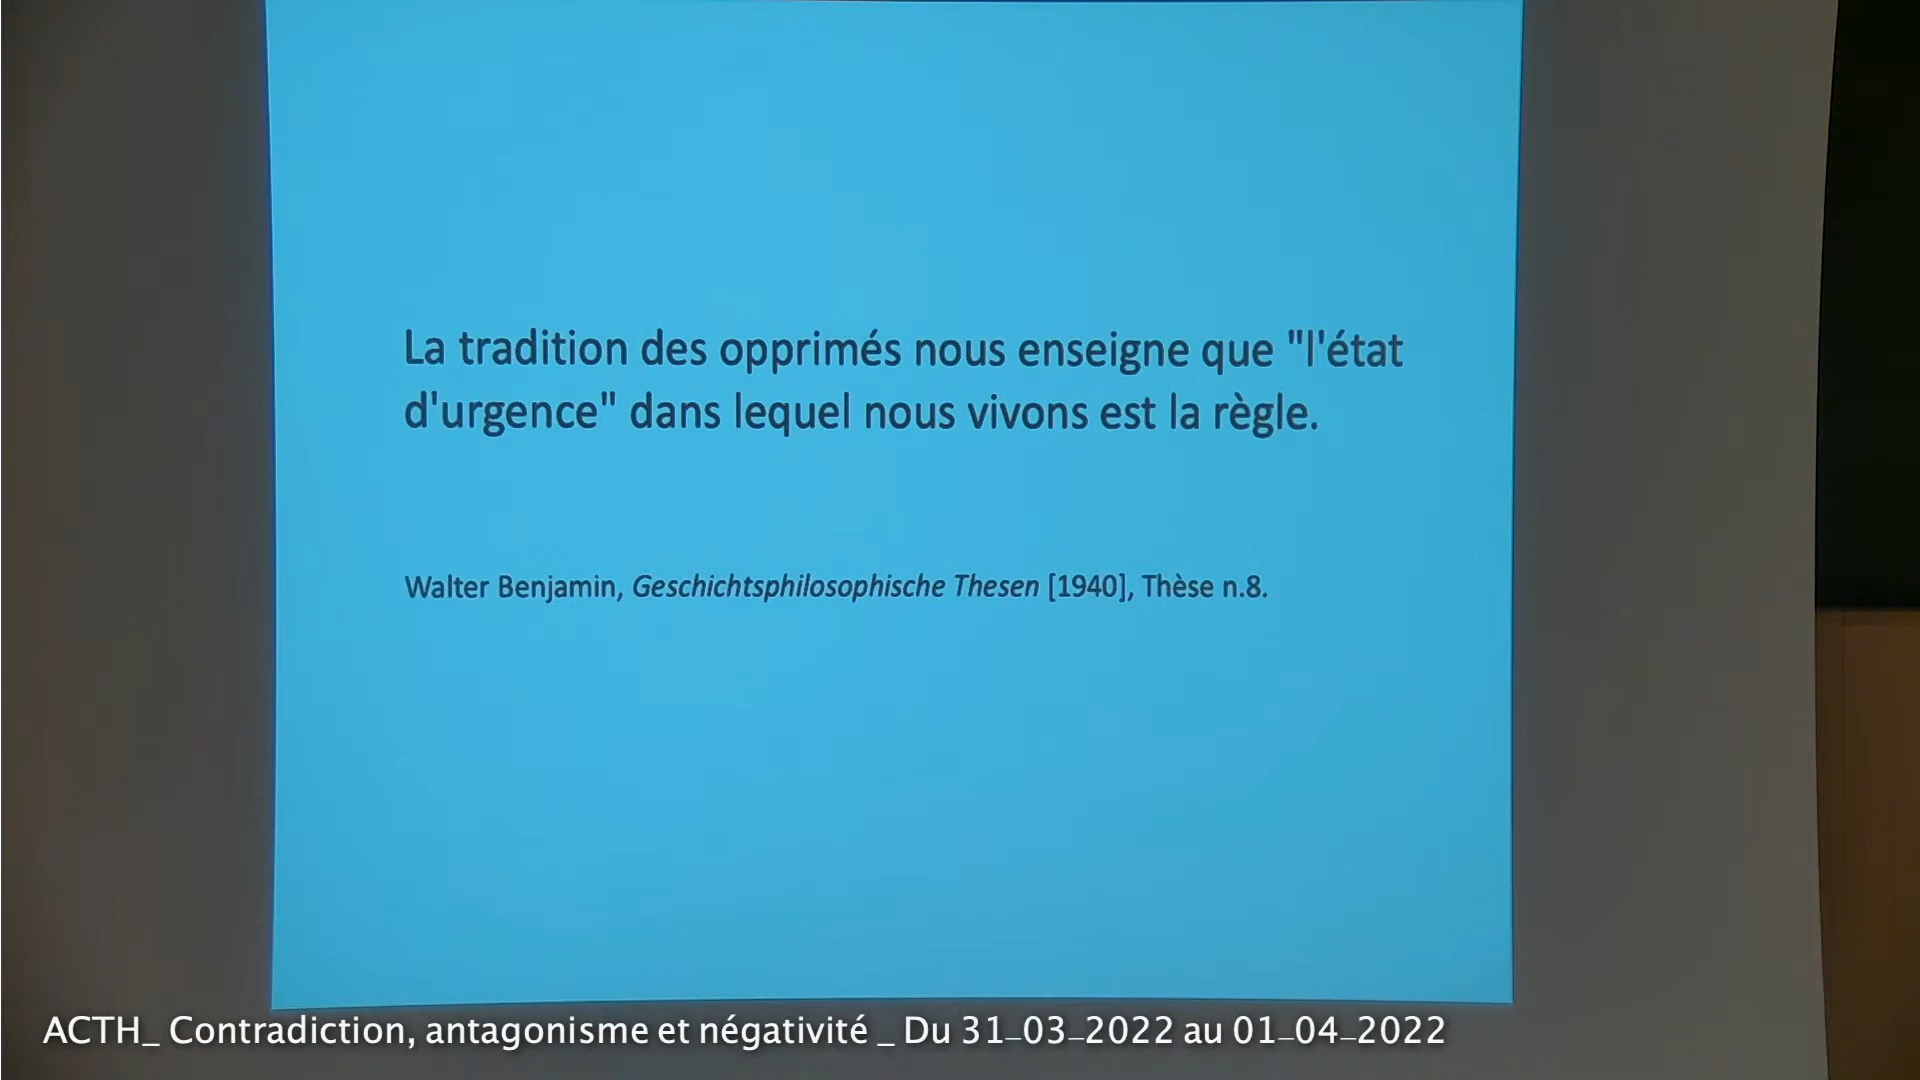 La tradition des opprimés nous enseigne que "l'état
d'urgence" dans lequel nous vivons est la règle.
Walter Benjamin, Geschichtsphilosophische Thesen [1940], Thèse n.8.
ACTH_ Contradiction, antagonisme et négativité _ Du 31-03-2022 au 01-04-2022